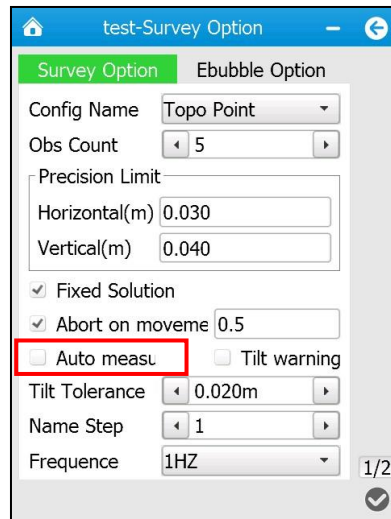 test-Survey Option
Survey Option Ebubble Option
Config Name Topo Point
Obs Count 5
Precision Limit
Horizontal(m) 0.030
Vertical(m) 0.040
Fixed Solution
Abort on moveme 0.5
Auto measu Tilt warning
Tilt Tolerance 0.020m
Name Step 1
Frequence 1HZ
1/2